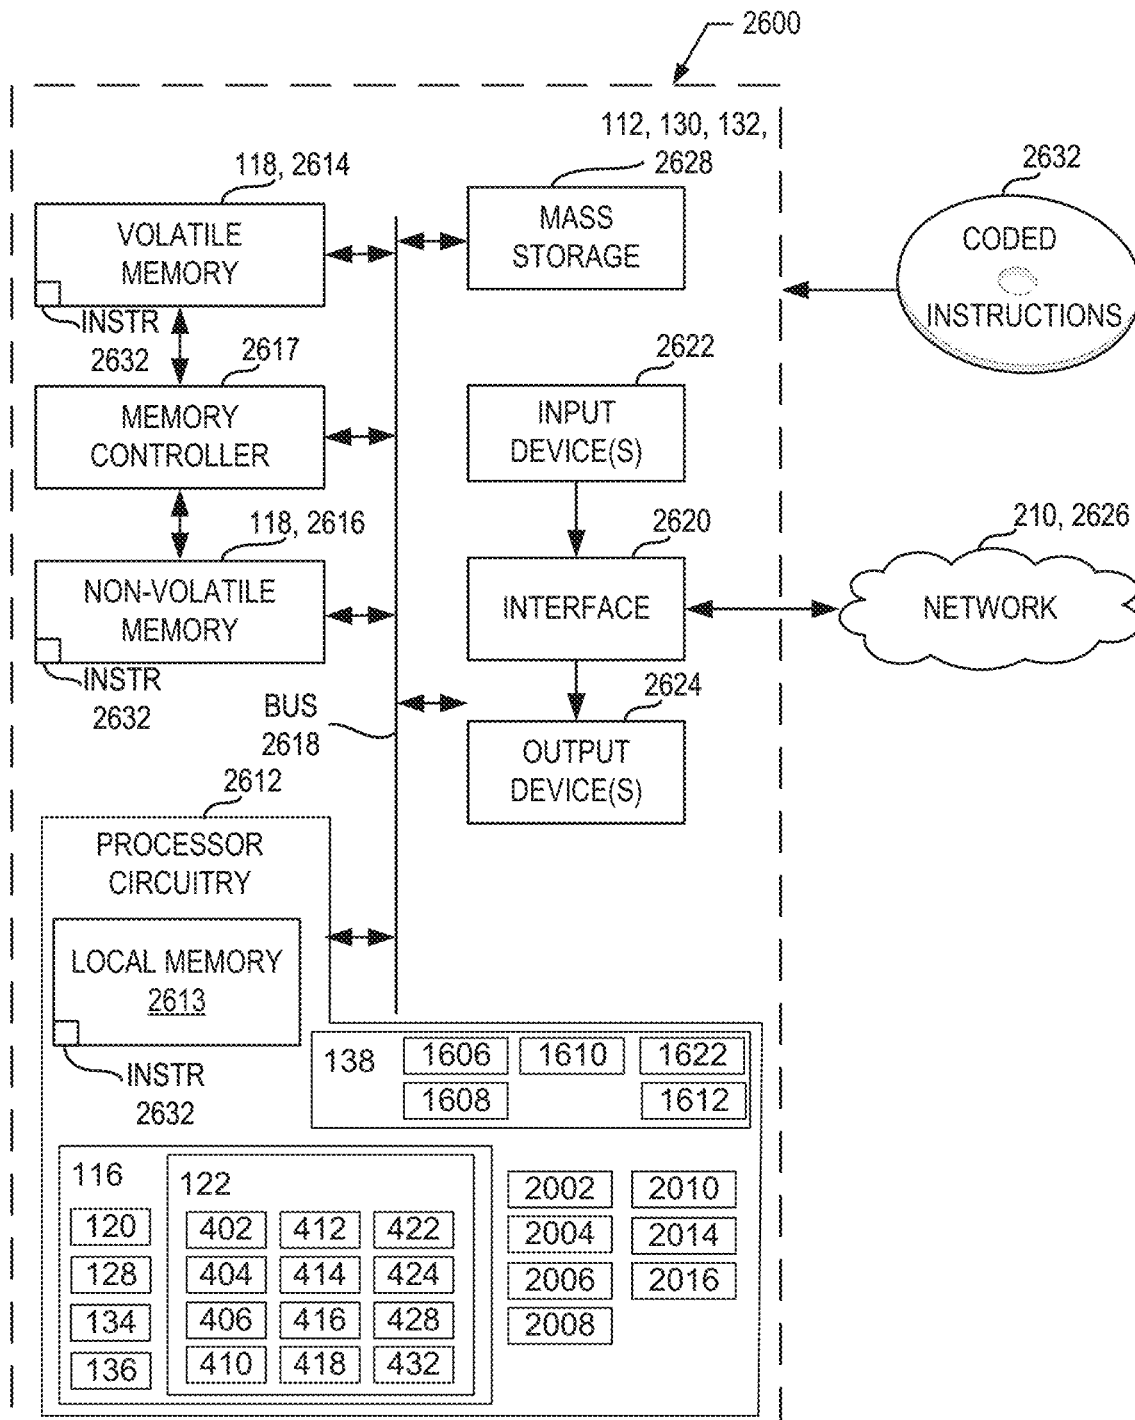 2600
112, 130, 132,
2628
118, 2614
VOLATILE
MEMORY
INSTR
2632
MASS
STORAGE
2632
CODED
INSTRUCTIONS
2617
MEMORY
CONTROLLER
2622
INPUT
DEVICE(S)
118, 2616
NON-VOLATILE
MEMORY
INSTR
2632
2620
INTERFACE
210, 2626
NETWORK
BUS
2618
2624
OUTPUT
DEVICE(S)
2612
PROCESSOR
CIRCUITRY
LOCAL MEMORY
2613
INSTR
2632
138
1606 1610 1622
1608 1612
116
120
128
134
136
122
402 412 422
404 414 424
406 416 428
410 418 432
2002 2010
2004 2014
2006 2016
2008